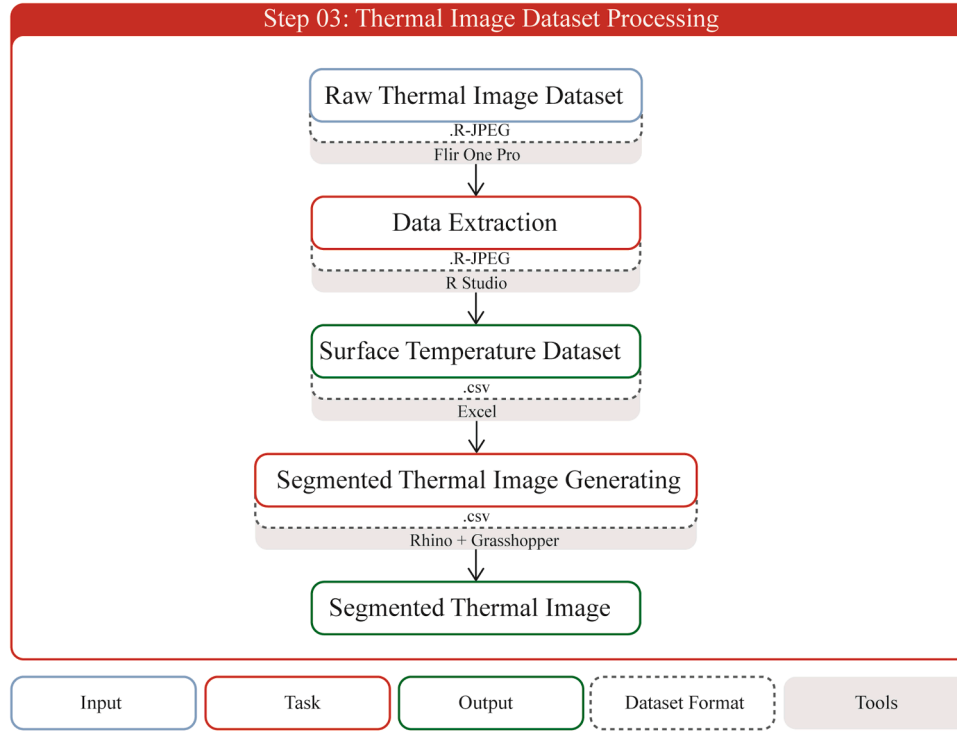 Step 03: Thermal Image Dataset Processing
Raw Thermal Image Dataset
.R-JPEG
Flir One Pro
Data Extraction
.R-JPEG
R Studio
Surface Temperature Dataset
.csv
Excel
Segmented Thermal Image Generating
.csv
Rhino + Grasshopper
Segmented Thermal Image
Input
Task
Output
Dataset Format
Tools